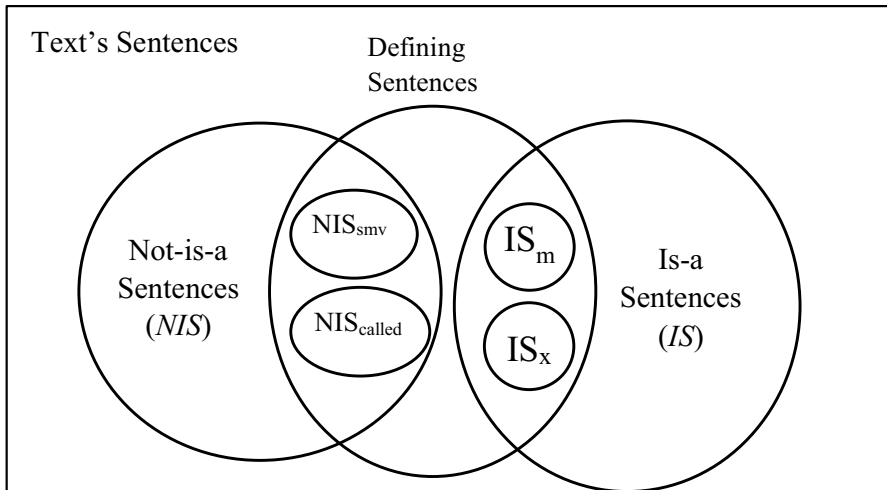 Text’s Sentences
Defining
Sentences
Not-is-a
Sentences
(NIS)
NISsmv
NIScalled
ISm
ISx
Is-a
Sentences
(IS)